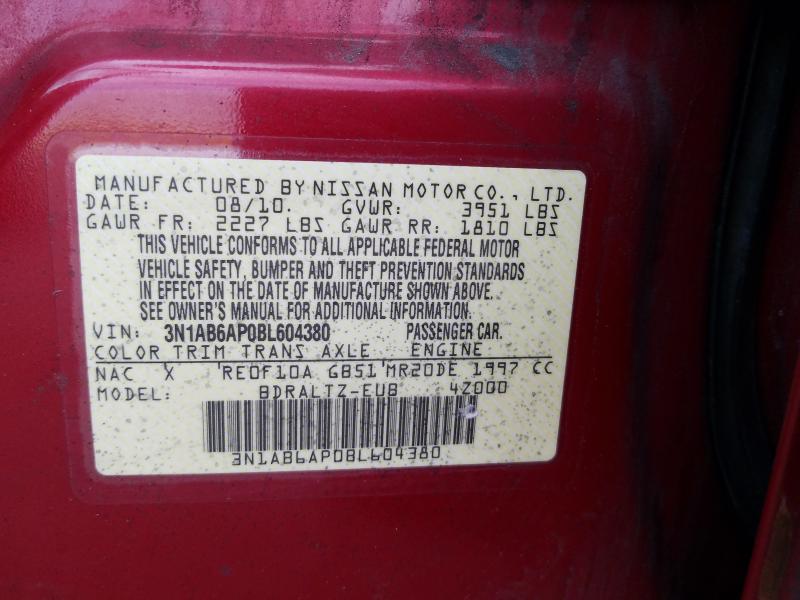 MANUFACTURED BY NISSAN MOTOR CO., LTD.
DATE: 08/10. GVWR: 3951 LBS
GAWR FR: 2227 LBS GAWR RR: 1810 LBS
THIS VEHICLE CONFORMS TO ALL APPLICABLE FEDERAL MOTOR
VEHICLE SAFETY, BUMPER AND THEFT PREVENTION STANDARDS
IN EFFECT ON THE DATE OF MANUFACTURE SHOWN ABOVE.
SEE OWNER'S MANUAL FOR ADDITIONAL INFORMATION.
VIN: 3N1AB6AP0BL604380 PASSENGER CAR.
COLOR TRIM TRANS AXLE ENGINE
NAC X RE0F10A GB51 MR20DE 1997 CC
MODEL: BDRALTZ-EUB 4Z000
3N1AB6AP0BL604380